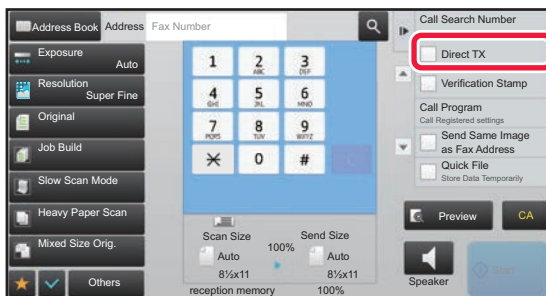 Address Book Address Fax Number
Call Search Number
Exposure
Auto
Direct TX
Resolution
Super Fine
Verification Stamp
Original
Call Program
Call Registered settings
Job Build
Send Same Image
as Fax Address
Slow Scan Mode
Quick File
Store Data Temporarily
Heavy Paper Scan
Mixed Size Orig.
Others
1
2 ABC
3 DEF
4 GHI
5 JKL
6 MNO
7 PQRS
8 TUV
9 WXYZ
0
#
Scan Size
Send Size
100%
Auto
Auto
8½x11
8½x11
reception memory 100%
Preview
CA
Speaker
Start